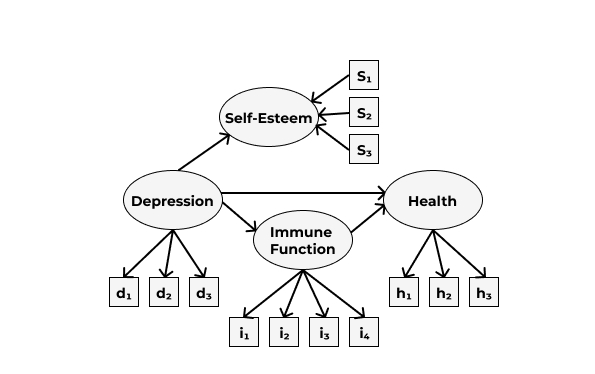 S₁
S₂
Self-Esteem
S₃
Depression
Health
Immune
Function
d₁ d₂ d₃
h₁ h₂ h₃
i₁ i₂ i₃ i₄